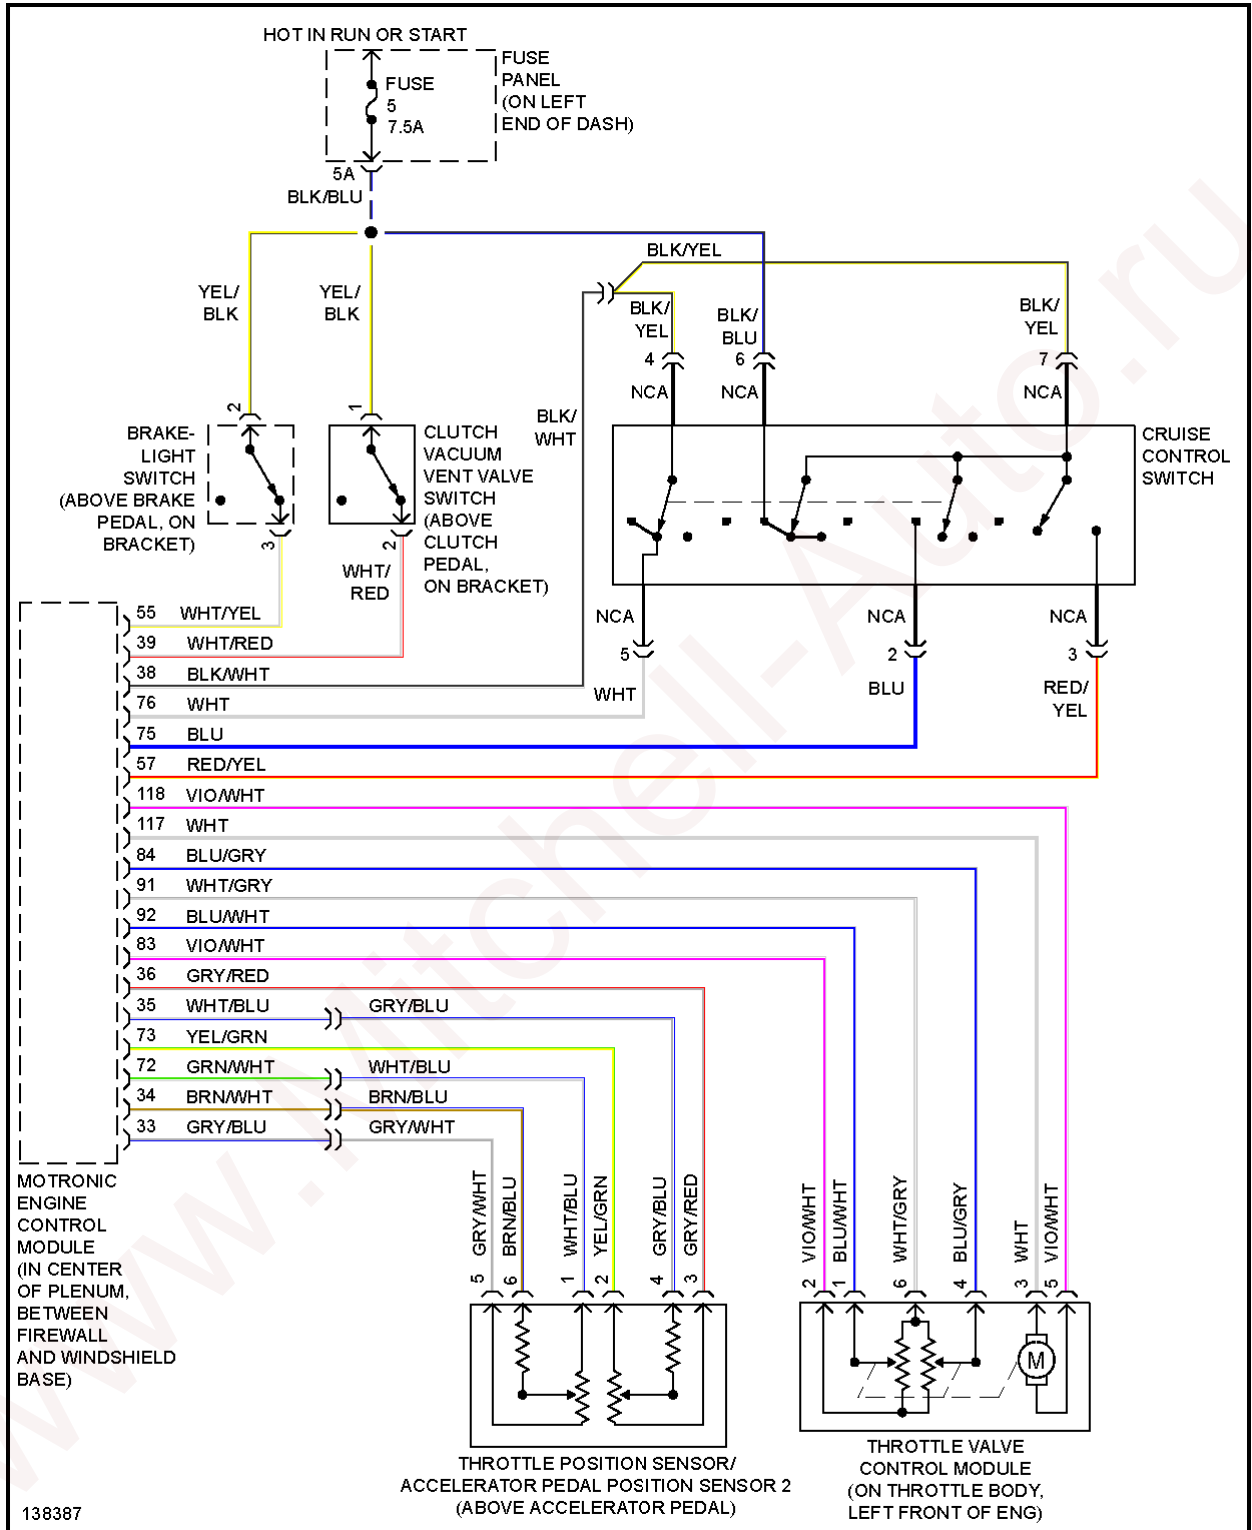 HOT IN RUN OR START
FUSE
PANEL
(ON LEFT
END OF DASH)
FUSE
5
7.5A
5A
BLK/BLU
YEL/
BLK
YEL/
BLK
BLK/YEL
BLK/
YEL
BLK/
BLU
BLK/
YEL
4
6
7
NCA
NCA
NCA
BLK/
WHT
2
1
BRAKE-
LIGHT
SWITCH
(ABOVE BRAKE
PEDAL, ON
BRACKET)
CLUTCH
VACUUM
VENT VALVE
SWITCH
(ABOVE
CLUTCH
PEDAL,
ON BRACKET)
CRUISE
CONTROL
SWITCH
3
2
WHT/
RED
NCA
NCA
NCA
5
2
3
WHT
BLU
RED/
YEL
55 WHT/YEL
39 WHT/RED
38 BLK/WHT
76 WHT
75 BLU
57 RED/YEL
118 VIO/WHT
117 WHT
84 BLU/GRY
91 WHT/GRY
92 BLU/WHT
83 VIO/WHT
36 GRY/RED
35 WHT/BLU GRY/BLU
73 YEL/GRN
72 GRN/WHT WHT/BLU
34 BRN/WHT BRN/BLU
33 GRY/BLU GRY/WHT
MOTRONIC
ENGINE
CONTROL
MODULE
(IN CENTER
OF PLENUM,
BETWEEN
FIREWALL
AND WINDSHIELD
BASE)
5 GRY/WHT
6 BRN/BLU
1 WHT/BLU
2 YEL/GRN
4 GRY/BLU
3 GRY/RED
2 VIO/WHT
1 BLU/WHT
6 WHT/GRY
4 BLU/GRY
3 WHT
5 VIO/WHT
M
THROTTLE POSITION SENSOR/
ACCELERATOR PEDAL POSITION SENSOR 2
(ABOVE ACCELERATOR PEDAL)
THROTTLE VALVE
CONTROL MODULE
(ON THROTTLE BODY,
LEFT FRONT OF ENG)
138387
www.Mitchell-Auto.ru